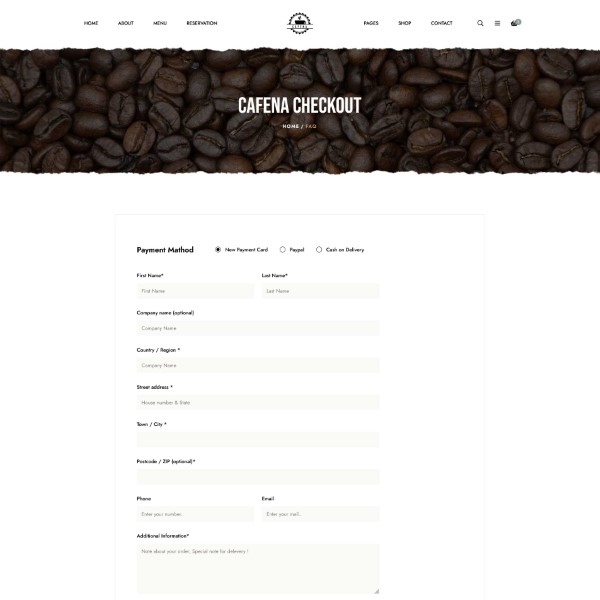 HOME ABOUT MENU RESERVATION PAGES SHOP CONTACT
CAFENA CHECKOUT
HOME / FAQ
Payment Mathod New Payment Card Paypal Cash on Delivery
First Name* Last Name*
First Name Last Name
Company name (optional)
Company Name
Country / Region *
Company Name
Street address *
House number & State
Town / City *
Postcode / ZIP (optional)*
Phone Email
Enter your number.. Enter your mail..
Additional Information*
Note about your order, Special note for delevery !